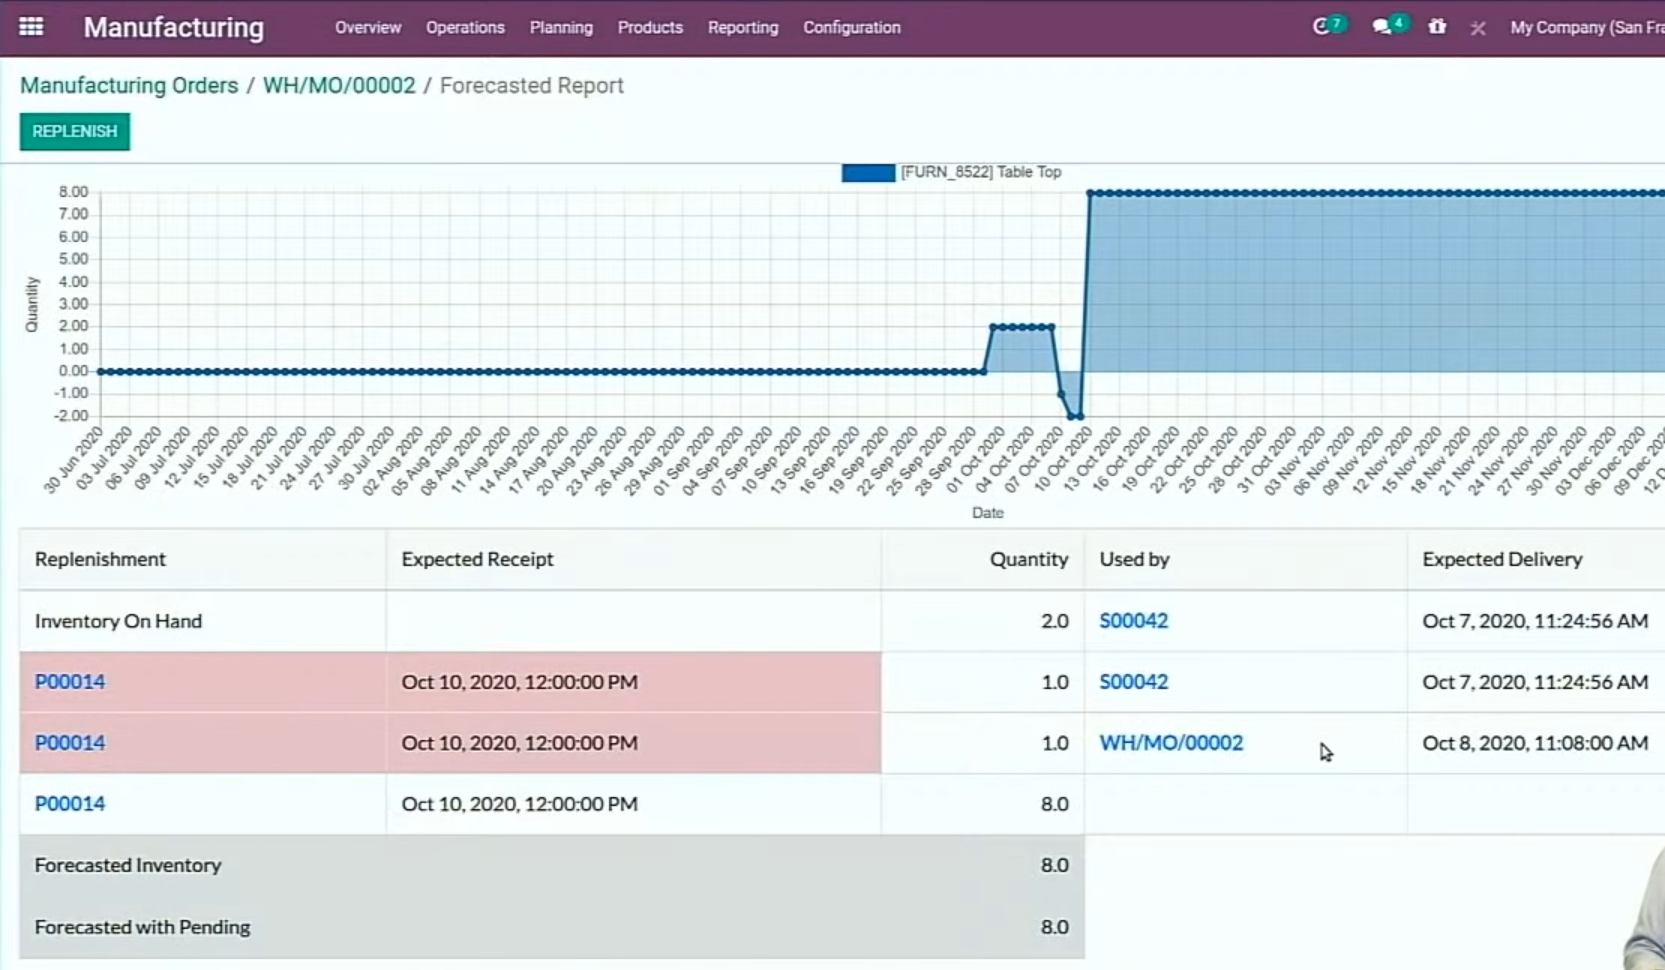 Manufacturing Overview Operations Planning Products Reporting Configuration 7 4 My Company (San Fra
Manufacturing Orders / WH/MO/00002 / Forecasted Report
REPLENISH
[FURN_8522] Table Top
8.00
7.00
6.00
5.00
4.00
3.00
2.00
1.00
0.00
-1.00
-2.00
Quantity
30 Jun 2020 03 Jul 2020 06 Jul 2020 09 Jul 2020 12 Jul 2020 15 Jul 2020 18 Jul 2020 21 Jul 2020 24 Jul 2020 27 Jul 2020 30 Jul 2020 02 Aug 2020 05 Aug 2020 08 Aug 2020 11 Aug 2020 14 Aug 2020 17 Aug 2020 20 Aug 2020 23 Aug 2020 26 Aug 2020 29 Aug 2020 01 Sep 2020 04 Sep 2020 07 Sep 2020 10 Sep 2020 13 Sep 2020 16 Sep 2020 19 Sep 2020 22 Sep 2020 25 Sep 2020 28 Sep 2020 01 Oct 2020 04 Oct 2020 07 Oct 2020 10 Oct 2020 13 Oct 2020 16 Oct 2020 19 Oct 2020 22 Oct 2020 25 Oct 2020 28 Oct 2020 31 Oct 2020 03 Nov 2020 06 Nov 2020 09 Nov 2020 12 Nov 2020 15 Nov 2020 18 Nov 2020 21 Nov 2020 24 Nov 2020 27 Nov 2020 30 Nov 2020 03 Dec 2020 06 Dec 2020 09 Dec 2020 12 D
Date
Replenishment Expected Receipt Quantity Used by Expected Delivery
Inventory On Hand 2.0 S00042 Oct 7, 2020, 11:24:56 AM
P00014 Oct 10, 2020, 12:00:00 PM 1.0 S00042 Oct 7, 2020, 11:24:56 AM
P00014 Oct 10, 2020, 12:00:00 PM 1.0 WH/MO/00002 Oct 8, 2020, 11:08:00 AM
P00014 Oct 10, 2020, 12:00:00 PM 8.0
Forecasted Inventory 8.0
Forecasted with Pending 8.0